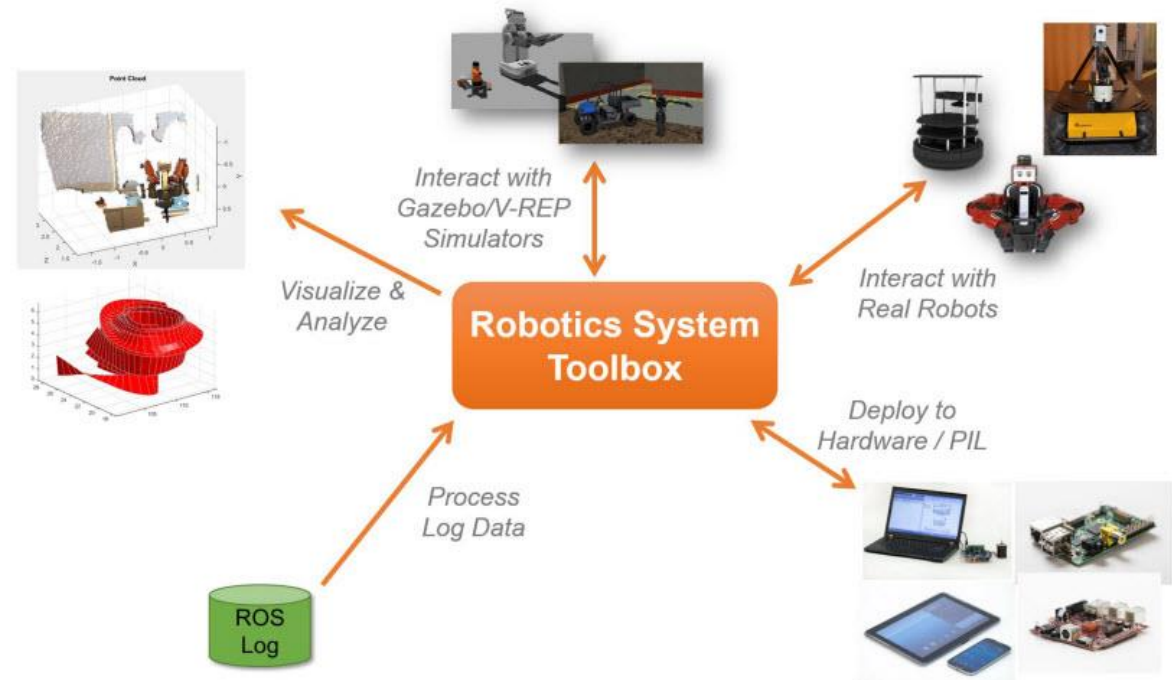 Point Cloud
Interact with
Gazebo/V-REP
Simulators
Visualize &
Analyze
Robotics System
Toolbox
Interact with
Real Robots
Deploy to
Hardware / PIL
Process
Log Data
ROS
Log